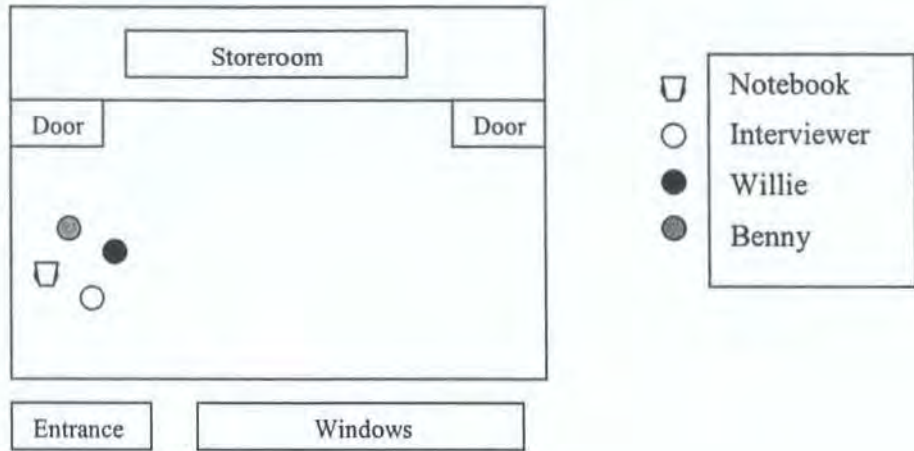 Storeroom
Door
Door
Entrance
Windows
Notebook
Interviewer
Willie
Benny